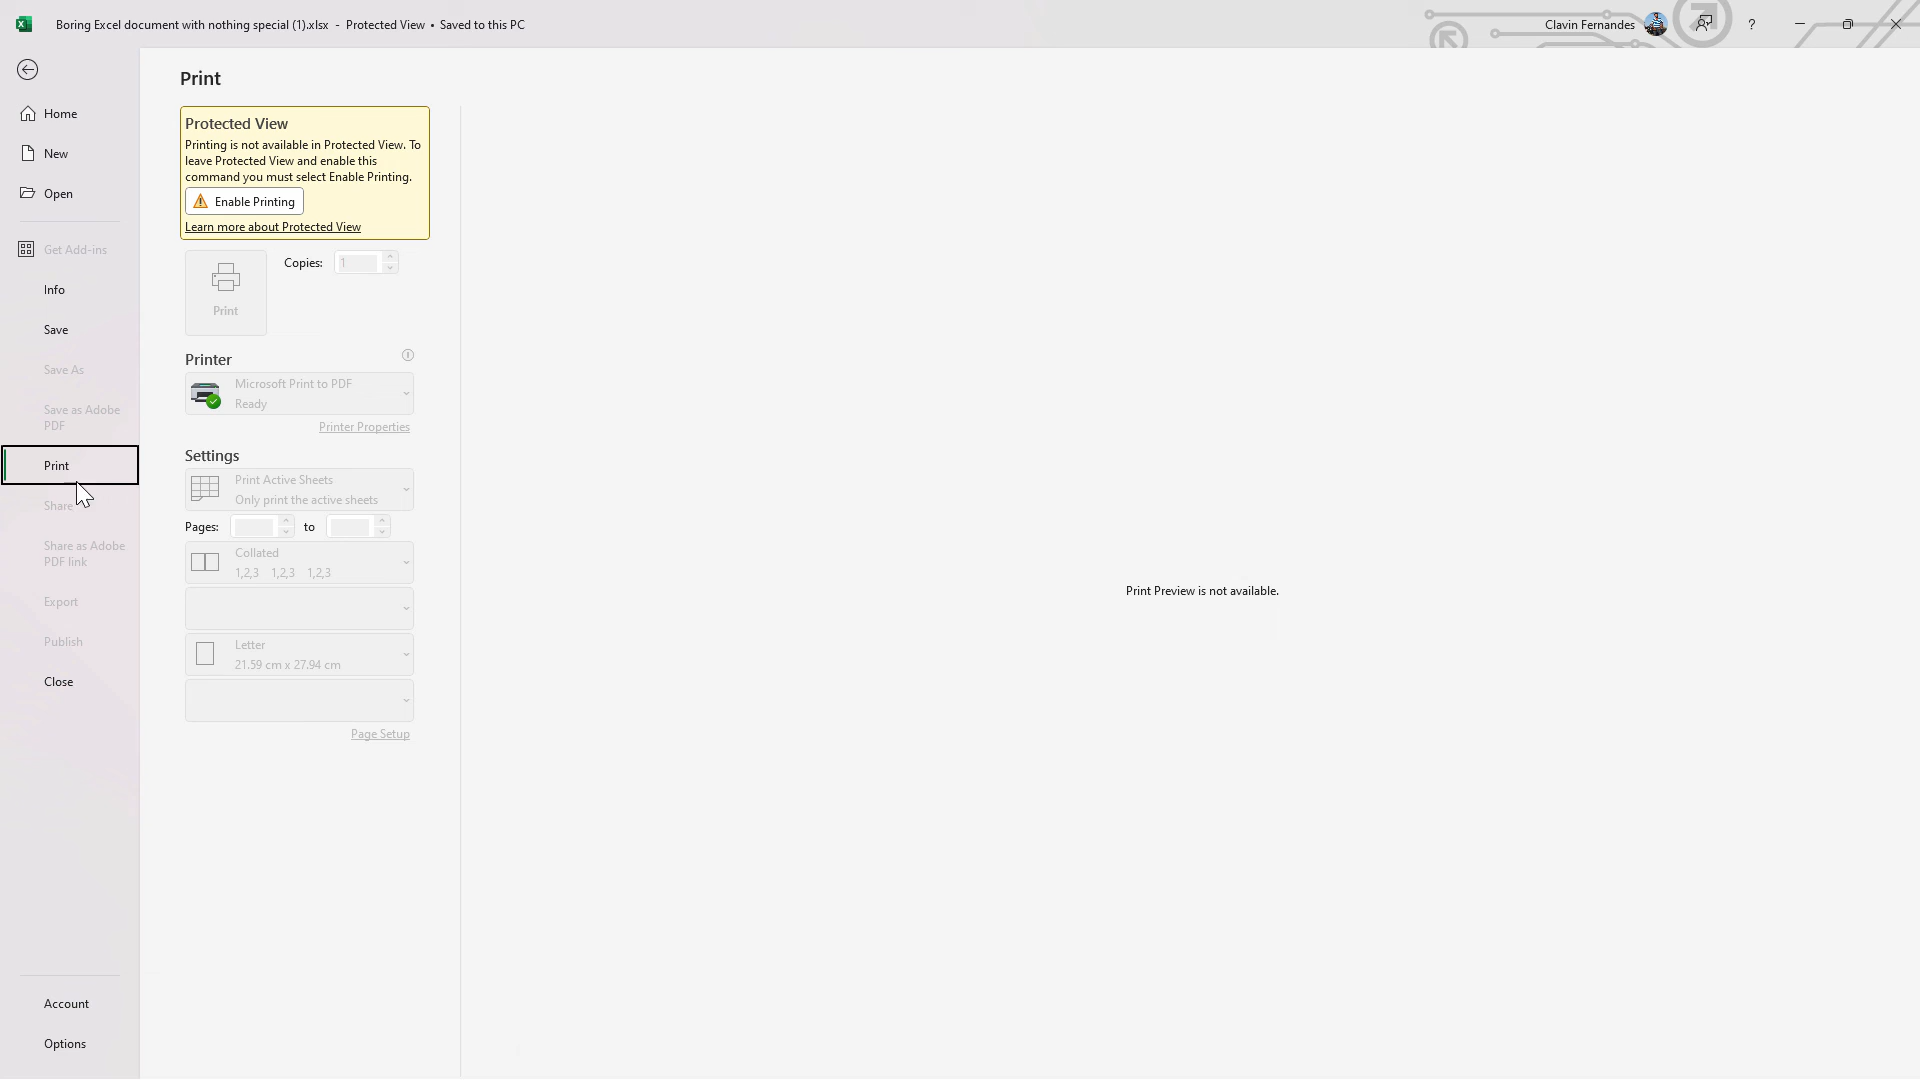 Boring Excel document with nothing special (1).xlsx - Protected View • Saved to this PC
Clavin Fernandes
?
Home
New
Open
Get Add-ins
Info
Save
Save As
Save as Adobe
PDF
Print
Share
Share as Adobe
PDF link
Export
Publish
Close
Account
Options
Print
Protected View
Printing is not available in Protected View. To
leave Protected View and enable this
command you must select Enable Printing.
Enable Printing
Learn more about Protected View
Print
Copies: 1
Printer
Microsoft Print to PDF
Ready
Printer Properties
Settings
Print Active Sheets
Only print the active sheets
Pages: to
Collated
1,2,3 1,2,3 1,2,3
Letter
21.59 cm x 27.94 cm
Page Setup
Print Preview is not available.